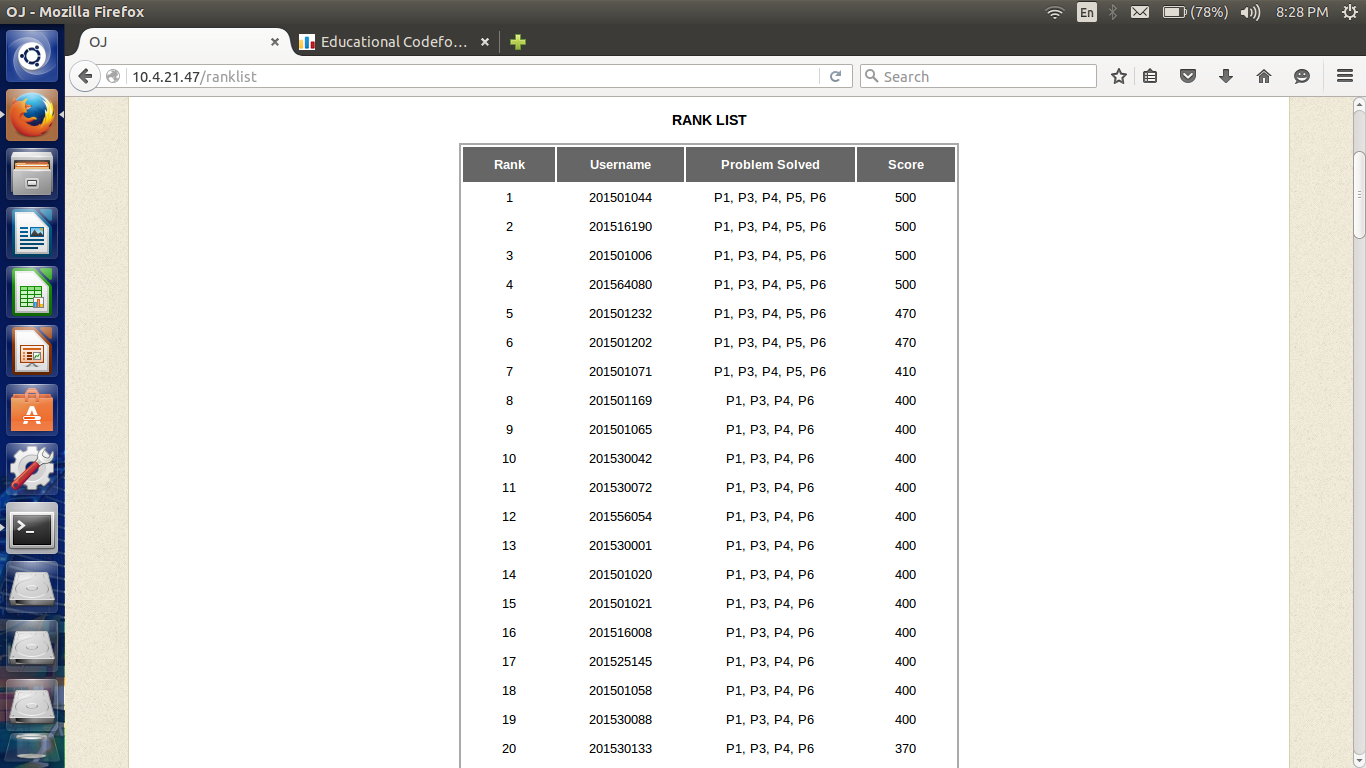 OJ - Mozilla Firefox
En (78%) 8:28 PM
OJ Educational Codefo...
10.4.21.47/ranklist Search
RANK LIST
Rank Username Problem Solved Score
1 201501044 P1, P3, P4, P5, P6 500
2 201516190 P1, P3, P4, P5, P6 500
3 201501006 P1, P3, P4, P5, P6 500
4 201564080 P1, P3, P4, P5, P6 500
5 201501232 P1, P3, P4, P5, P6 470
6 201501202 P1, P3, P4, P5, P6 470
7 201501071 P1, P3, P4, P5, P6 410
8 201501169 P1, P3, P4, P6 400
9 201501065 P1, P3, P4, P6 400
10 201530042 P1, P3, P4, P6 400
11 201530072 P1, P3, P4, P6 400
12 201556054 P1, P3, P4, P6 400
13 201530001 P1, P3, P4, P6 400
14 201501020 P1, P3, P4, P6 400
15 201501021 P1, P3, P4, P6 400
16 201516008 P1, P3, P4, P6 400
17 201525145 P1, P3, P4, P6 400
18 201501058 P1, P3, P4, P6 400
19 201530088 P1, P3, P4, P6 400
20 201530133 P1, P3, P4, P6 370